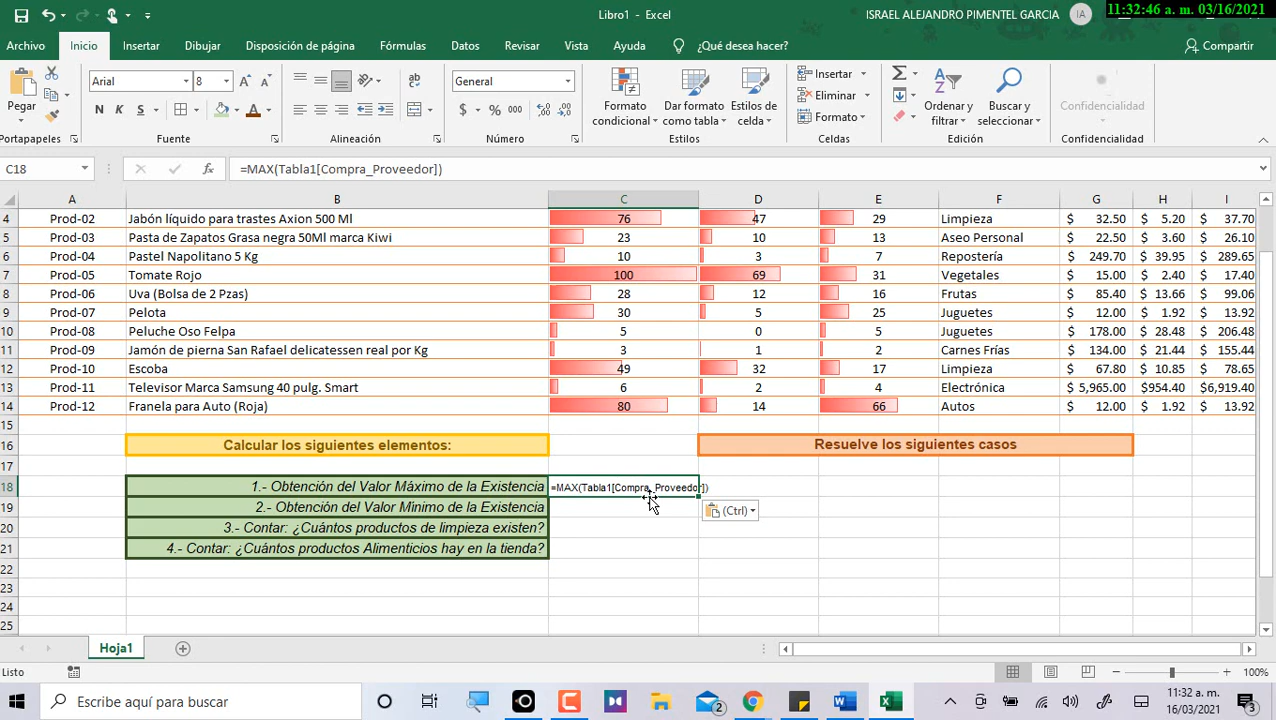 Libro1 - Excel
ISRAEL ALEJANDRO PIMENTEL GARCIA
IA
11:32:46 a. m. 03/16/2021
Archivo Inicio Insertar Dibujar Disposición de página Fórmulas Datos Revisar Vista Ayuda ¿Qué desea hacer? Compartir
Pegar
Arial 8
N K S
General
$ % 000
Formato condicional
Dar formato como tabla
Estilos de celda
Insertar
Eliminar
Formato
Ordenar y filtrar
Buscar y seleccionar
Confidencialidad
Portapapeles Fuente Alineación Número Estilos Celdas Edición Confidencialidad
C18 fx =MAX(Tabla1[Compra_Proveedor])
A B C D E F G H I
4 Prod-02 Jabón líquido para trastes Axion 500 Ml 76 47 29 Limpieza $ 32.50 $ 5.20 $ 37.70
5 Prod-03 Pasta de Zapatos Grasa negra 50Ml marca Kiwi 23 10 13 Aseo Personal $ 22.50 $ 3.60 $ 26.10
6 Prod-04 Pastel Napolitano 5 Kg 10 3 7 Repostería $ 249.70 $ 39.95 $ 289.65
7 Prod-05 Tomate Rojo 100 69 31 Vegetales $ 15.00 $ 2.40 $ 17.40
8 Prod-06 Uva (Bolsa de 2 Pzas) 28 12 16 Frutas $ 85.40 $ 13.66 $ 99.06
9 Prod-07 Pelota 30 5 25 Juguetes $ 12.00 $ 1.92 $ 13.92
10 Prod-08 Peluche Oso Felpa 5 0 5 Juguetes $ 178.00 $ 28.48 $ 206.48
11 Prod-09 Jamón de pierna San Rafael delicatessen real por Kg 3 1 2 Carnes Frías $ 134.00 $ 21.44 $ 155.44
12 Prod-10 Escoba 49 32 17 Limpieza $ 67.80 $ 10.85 $ 78.65
13 Prod-11 Televisor Marca Samsung 40 pulg. Smart 6 2 4 Electrónica $ 5,965.00 $954.40 $6,919.40
14 Prod-12 Franela para Auto (Roja) 80 14 66 Autos $ 12.00 $ 1.92 $ 13.92
15
16 Calcular los siguientes elementos: Resuelve los siguientes casos
17
18 1.- Obtención del Valor Máximo de la Existencia =MAX(Tabla1[Compra_Proveedor])
19 2.- Obtención del Valor Mínimo de la Existencia (Ctrl)
20 3.- Contar: ¿Cuántos productos de limpieza existen?
21 4.- Contar: ¿Cuántos productos Alimenticios hay en la tienda?
22
23
24
25
Hoja1
Listo 100%
Escribe aquí para buscar
2
11:32 a. m.
16/03/2021
3